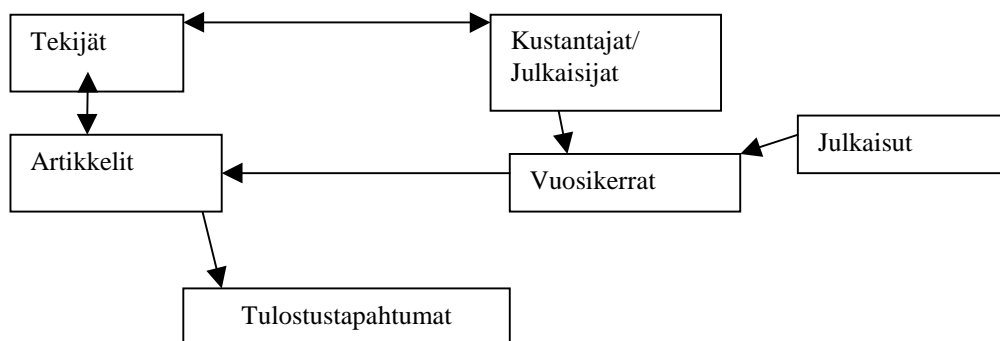 Tekijät
Kustantajat/
Julkaisijat
Artikkelit
Vuosikerrat
Julkaisut
Tulostustapahtumat